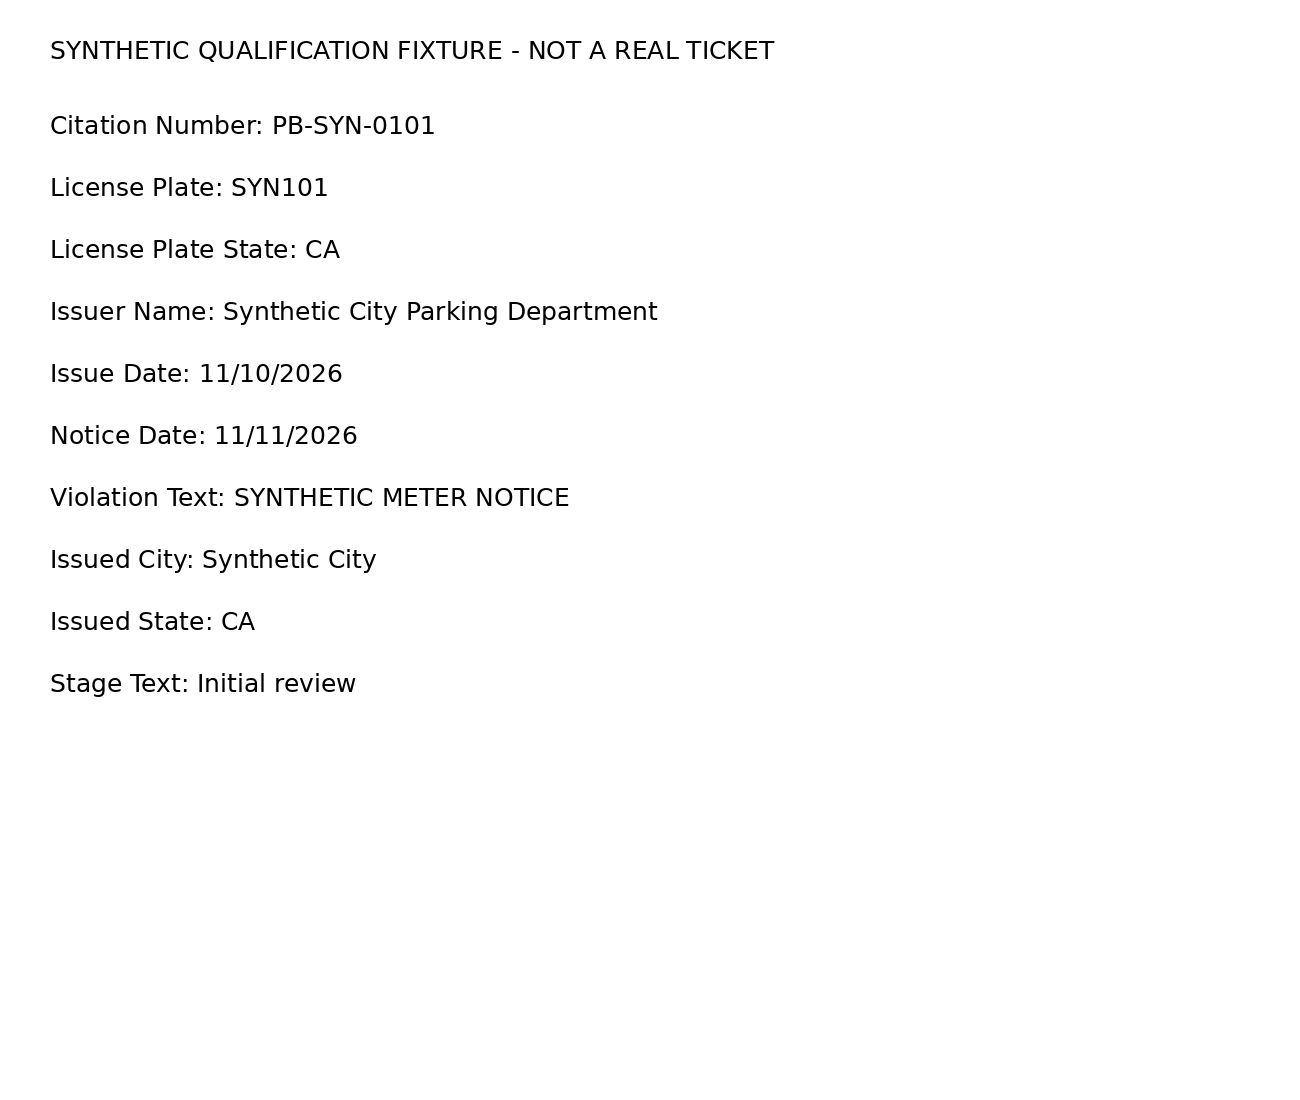 SYNTHETIC QUALIFICATION FIXTURE - NOT A REAL TICKET
Citation Number: PB-SYN-0101
License Plate: SYN101
License Plate State: CA
Issuer Name: Synthetic City Parking Department
Issue Date: 11/10/2026
Notice Date: 11/11/2026
Violation Text: SYNTHETIC METER NOTICE
Issued City: Synthetic City
Issued State: CA
Stage Text: Initial review